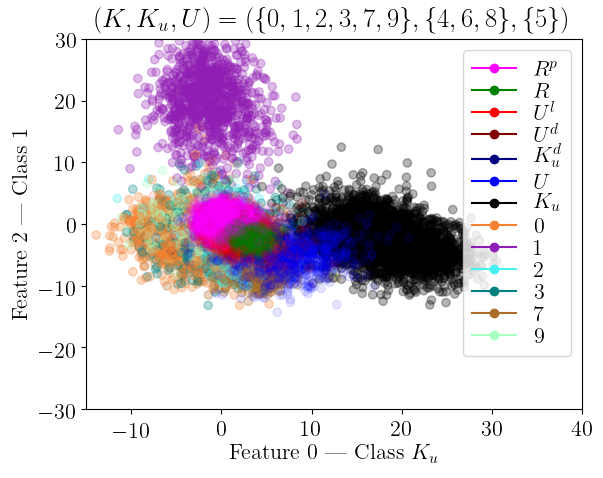 (K, K_u, U) = ({0, 1, 2, 3, 7, 9}, {4, 6, 8}, {5})
30
20
10
0
−10
−20
−30
−10
0
10
20
30
40
Feature 2 — Class 1
Feature 0 — Class K_u
R^p
R
U^l
U^d
K_u^d
U
K_u
0
1
2
3
7
9